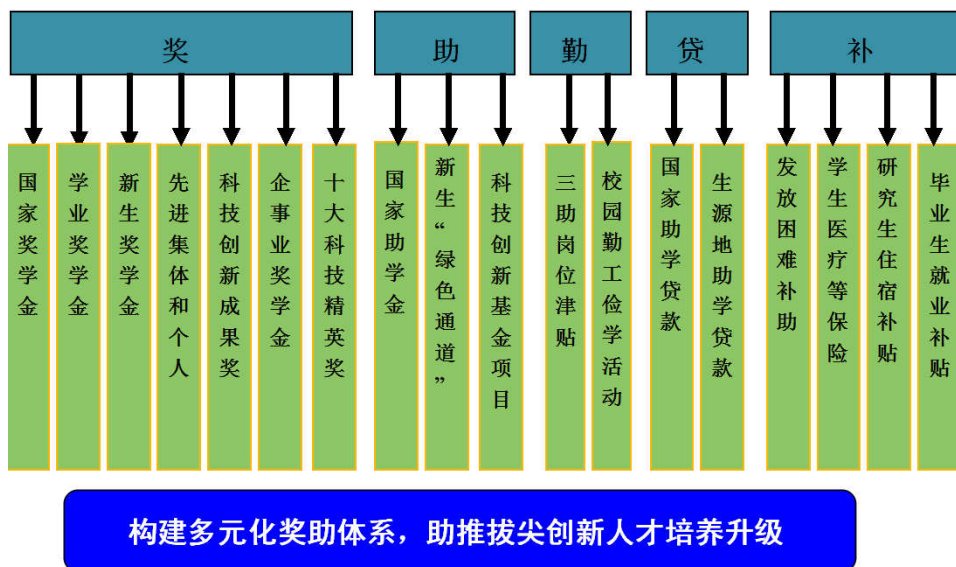 奖
助
勤
贷
补
国家奖学金
学业奖学金
新生奖学金
先进集体和个人
科技创新成果奖
企事业奖学金
十大科技精英奖
国家助学金
新生“绿色通道”
科技创新基金项目
三助岗位津贴
校园勤工俭学活动
国家助学贷款
生源地助学贷款
发放困难补助
学生医疗等保险
研究生住宿补贴
毕业生就业补贴
构建多元化奖助体系，助推拔尖创新人才培养升级